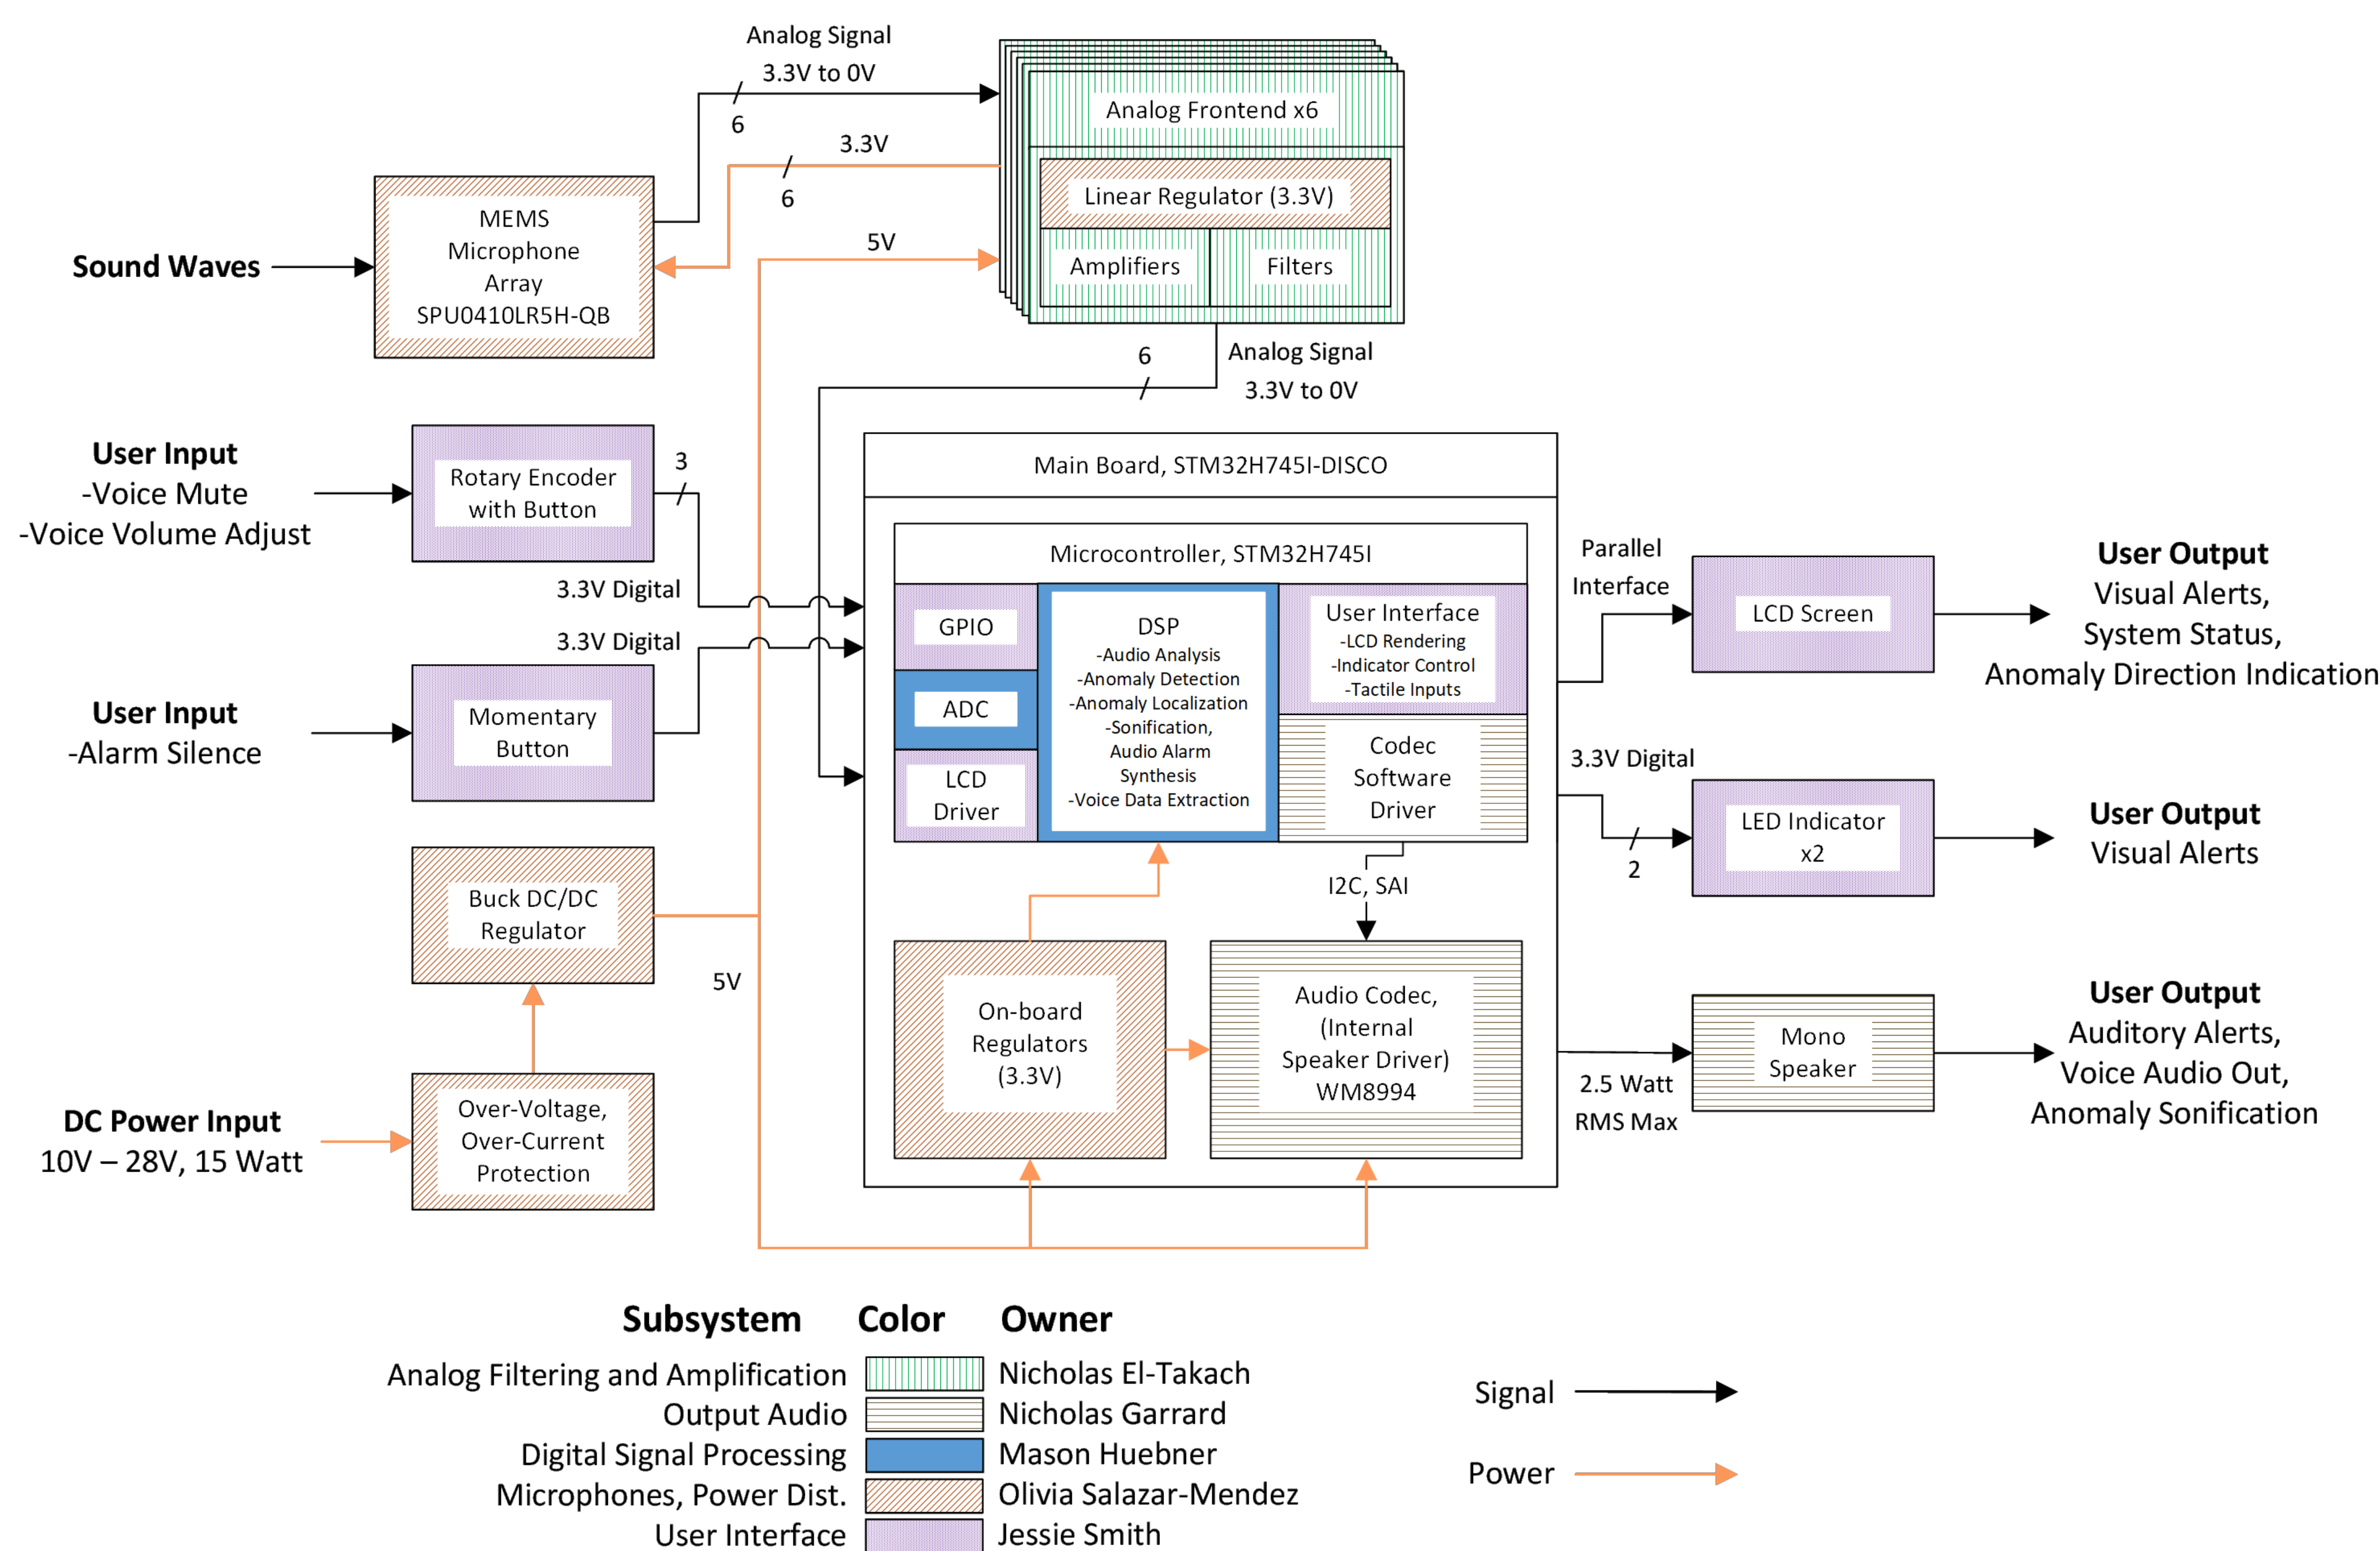 Analog Signal
3.3V to 0V
6
3.3V
6
5V
Analog Frontend x6
Linear Regulator (3.3V)
Amplifiers
Filters
Sound Waves
MEMS
Microphone
Array
SPU0410LR5H-QB
6
Analog Signal
3.3V to 0V
User Input
-Voice Mute
-Voice Volume Adjust
Rotary Encoder
with Button
3
3.3V Digital
User Input
-Alarm Silence
Momentary
Button
3.3V Digital
Buck DC/DC
Regulator
5V
DC Power Input
10V – 28V, 15 Watt
Over-Voltage,
Over-Current
Protection
Main Board, STM32H745I-DISCO
Microcontroller, STM32H745I
GPIO
ADC
LCD
Driver
DSP
-Audio Analysis
-Anomaly Detection
-Anomaly Localization
-Sonification,
Audio Alarm
Synthesis
-Voice Data Extraction
User Interface
-LCD Rendering
-Indicator Control
-Tactile Inputs
Codec
Software
Driver
I2C, SAI
On-board
Regulators
(3.3V)
Audio Codec,
(Internal
Speaker Driver)
WM8994
Parallel
Interface
LCD Screen
User Output
Visual Alerts,
System Status,
Anomaly Direction Indication
3.3V Digital
2
LED Indicator
x2
User Output
Visual Alerts
2.5 Watt
RMS Max
Mono
Speaker
User Output
Auditory Alerts,
Voice Audio Out,
Anomaly Sonification
Subsystem Color Owner
Analog Filtering and Amplification Nicholas El-Takach
Output Audio Nicholas Garrard
Digital Signal Processing Mason Huebner
Microphones, Power Dist. Olivia Salazar-Mendez
User Interface Jessie Smith
Signal
Power